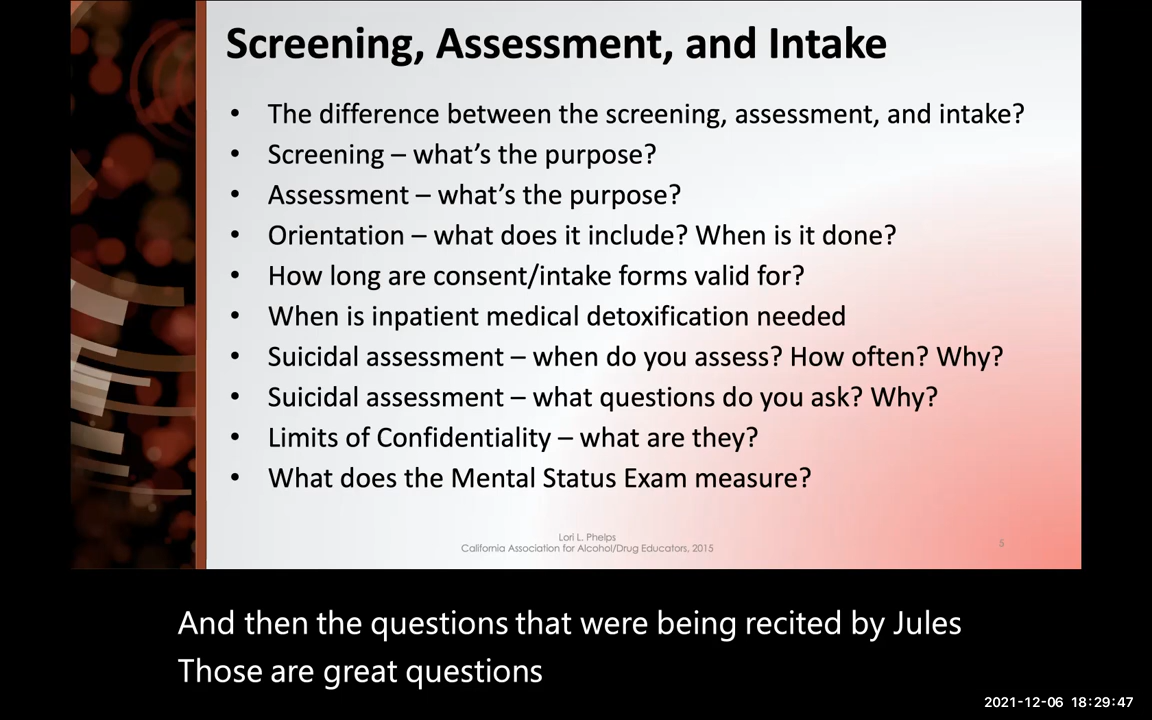 Screening, Assessment, and Intake
• The difference between the screening, assessment, and intake?
• Screening – what's the purpose?
• Assessment – what's the purpose?
• Orientation – what does it include? When is it done?
• How long are consent/intake forms valid for?
• When is inpatient medical detoxification needed
• Suicidal assessment – when do you assess? How often? Why?
• Suicidal assessment – what questions do you ask? Why?
• Limits of Confidentiality – what are they?
• What does the Mental Status Exam measure?
Lori L. Phelps
California Association for Alcohol/Drug Educators, 2015
5
And then the questions that were being recited by Jules
Those are great questions
2021-12-06 18:29:47